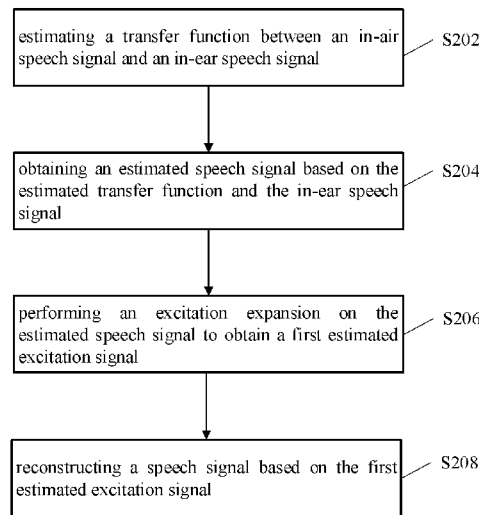 estimating a transfer function between an in-air
speech signal and an in-ear speech signal
S202
obtaining an estimated speech signal based on the
estimated transfer function and the in-ear speech
signal
S204
performing an excitation expansion on the
estimated speech signal to obtain a first estimated
excitation signal
S206
reconstructing a speech signal based on the first
estimated excitation signal
S208